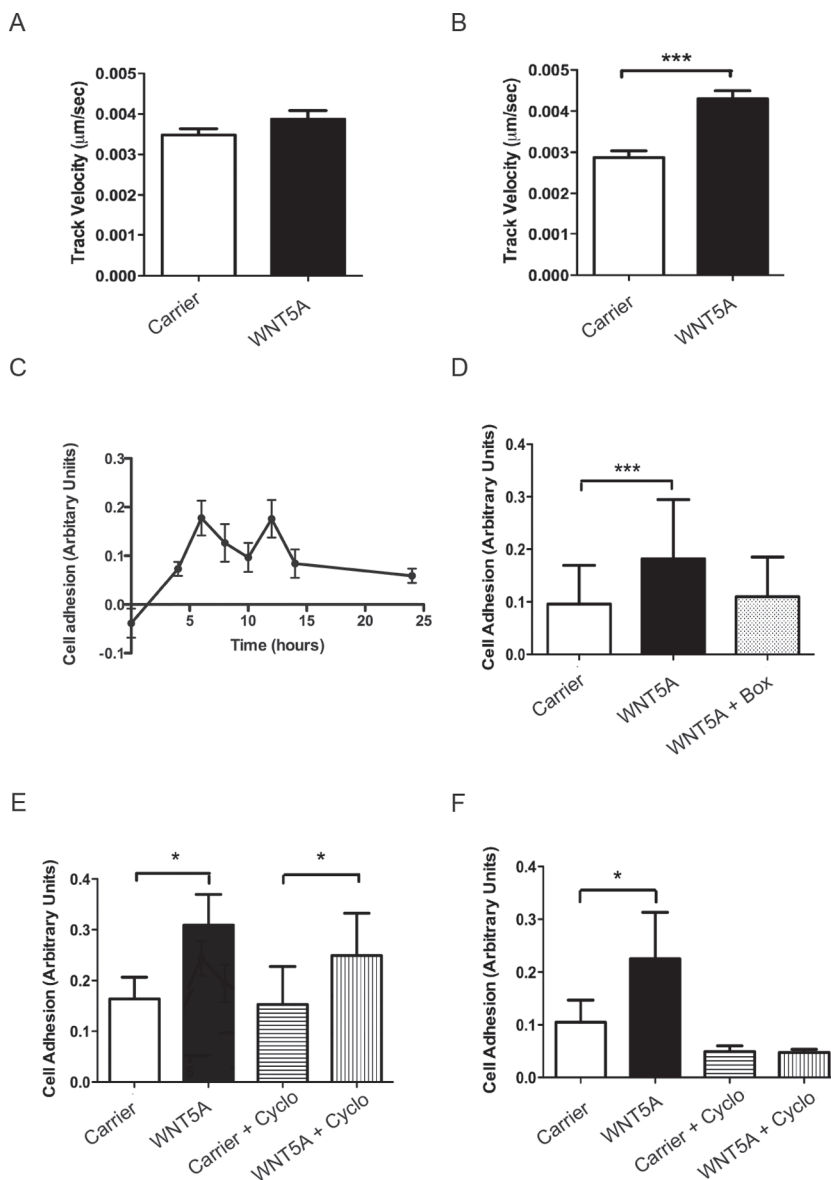 A
B
Track Velocity (μm/sec)
0.005
0.004
0.003
0.002
0.001
0.000
Carrier
WNT5A
***
Track Velocity (μm/sec)
0.005
0.004
0.003
0.002
0.001
0.000
Carrier
WNT5A
C
D
Cell adhesion (Arbitary Uniits)
0.3
0.2
0.1
0.0
-0.1
5
10
15
20
25
Time (hours)
***
Cell Adhesion (Arbitrary Units)
0.4
0.3
0.2
0.1
0.0
Carrier
WNT5A
WNT5A + Box
E
F
*
*
Cell Adhesion (Arbitrary Units)
0.4
0.3
0.2
0.1
0.0
Carrier
WNT5A
Carrier + Cyclo
WNT5A + Cyclo
*
Cell Adhesion (Arbitrary Units)
0.4
0.3
0.2
0.1
0.0
Carrier
WNT5A
Carrier + Cyclo
WNT5A + Cyclo